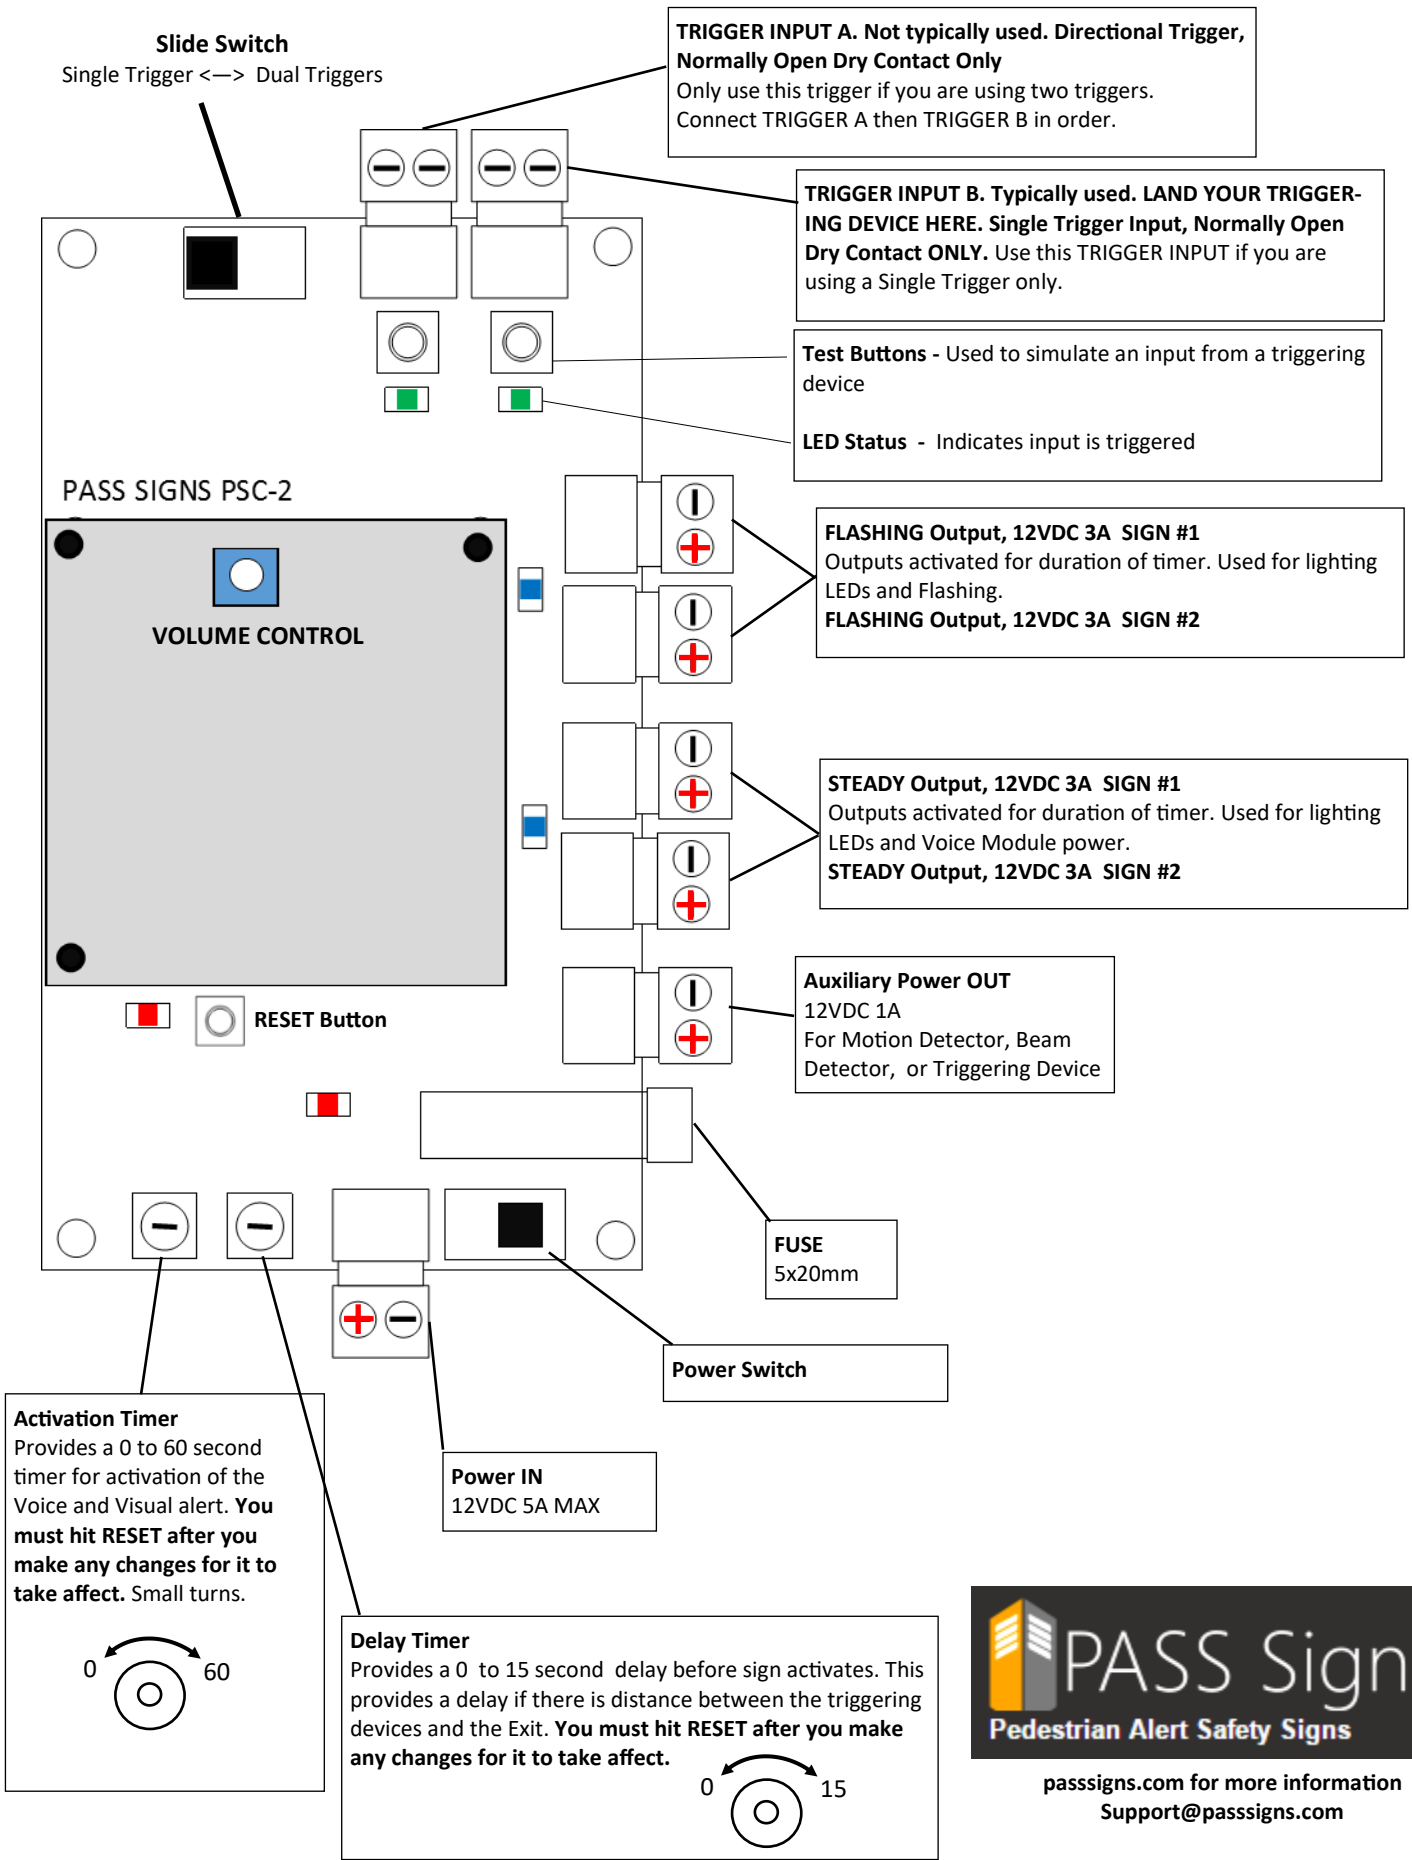 Slide Switch
Single Trigger <—> Dual Triggers
TRIGGER INPUT A. Not typically used. Directional Trigger,
Normally Open Dry Contact Only
Only use this trigger if you are using two triggers.
Connect TRIGGER A then TRIGGER B in order.
TRIGGER INPUT B. Typically used. LAND YOUR TRIGGER-
ING DEVICE HERE. Single Trigger Input, Normally Open
Dry Contact ONLY. Use this TRIGGER INPUT if you are
using a Single Trigger only.
Test Buttons - Used to simulate an input from a triggering
device
LED Status - Indicates input is triggered
PASS SIGNS PSC-2
VOLUME CONTROL
FLASHING Output, 12VDC 3A SIGN #1
Outputs activated for duration of timer. Used for lighting
LEDs and Flashing.
FLASHING Output, 12VDC 3A SIGN #2
STEADY Output, 12VDC 3A SIGN #1
Outputs activated for duration of timer. Used for lighting
LEDs and Voice Module power.
STEADY Output, 12VDC 3A SIGN #2
Auxiliary Power OUT
12VDC 1A
For Motion Detector, Beam
Detector, or Triggering Device
RESET Button
FUSE
5x20mm
Power Switch
Power IN
12VDC 5A MAX
Activation Timer
Provides a 0 to 60 second
timer for activation of the
Voice and Visual alert. You
must hit RESET after you
make any changes for it to
take affect. Small turns.
0 60
Delay Timer
Provides a 0 to 15 second delay before sign activates. This
provides a delay if there is distance between the triggering
devices and the Exit. You must hit RESET after you make
any changes for it to take affect.
0 15
PASS Sign
Pedestrian Alert Safety Signs
passsigns.com for more information
Support@passsigns.com